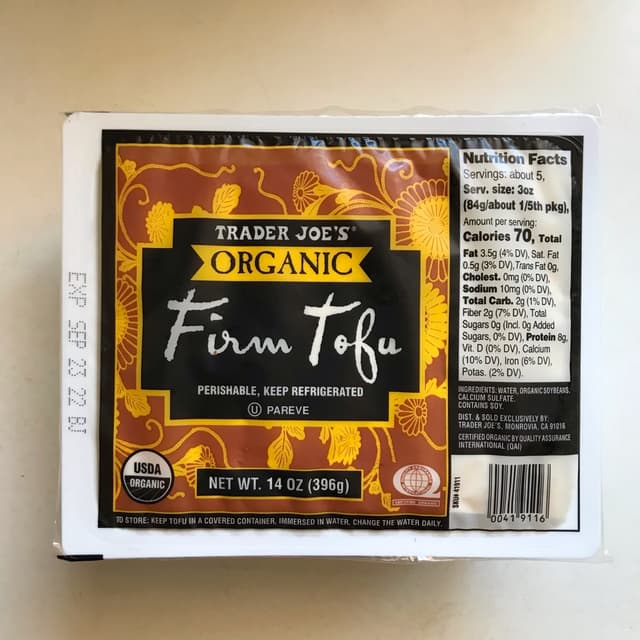 TRADER JOE'S®
ORGANIC
Firm Tofu
PERISHABLE, KEEP REFRIGERATED
U PAREVE
USDA
ORGANIC
NET WT. 14 OZ (396g)
TO STORE: KEEP TOFU IN A COVERED CONTAINER, IMMERSED IN WATER. CHANGE THE WATER DAILY.
EXP SEP 23 22 B1
Nutrition Facts
Servings: about 5,
Serv. size: 3oz
(84g/about 1/5th pkg),
Amount per serving:
Calories 70, Total
Fat 3.5g (4% DV), Sat. Fat
0.5g (3% DV), Trans Fat 0g,
Cholest. 0mg (0% DV),
Sodium 10mg (0% DV),
Total Carb. 2g (1% DV),
Fiber 2g (7% DV), Total
Sugars 0g (Incl. 0g Added
Sugars, 0% DV), Protein 8g,
Vit. D (0% DV), Calcium
(10% DV), Iron (6% DV),
Potas. (2% DV).
INGREDIENTS: WATER, ORGANIC SOYBEANS,
CALCIUM SULFATE.
CONTAINS SOY.
DIST. & SOLD EXCLUSIVELY BY:
TRADER JOE'S, MONROVIA, CA 91016
CERTIFIED ORGANIC BY QUALITY ASSURANCE
INTERNATIONAL (QAI)
SKU# 41911
0041 9116